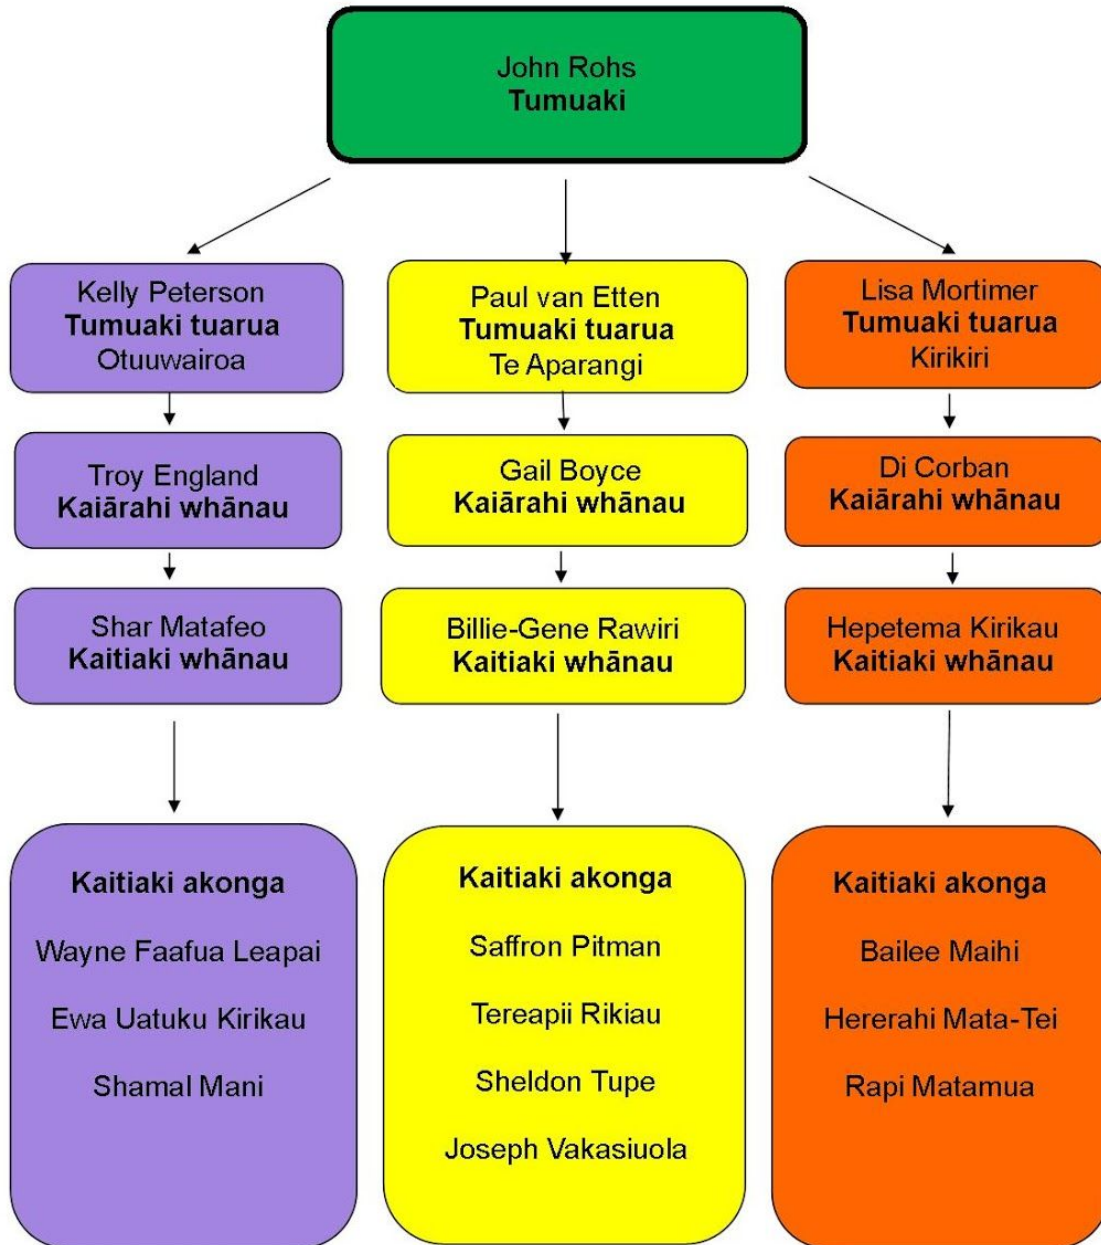 John Rohs
Tumuaki
Kelly Peterson
Tumuaki tuarua
Otuuwairoa
Paul van Etten
Tumuaki tuarua
Te Aparangi
Lisa Mortimer
Tumuaki tuarua
Kirikiri
Troy England
Kaiārahi whānau
Gail Boyce
Kaiārahi whānau
Di Corban
Kaiārahi whānau
Shar Matafeo
Kaitiaki whānau
Billie-Gene Rawiri
Kaitiaki whānau
Hepetema Kirikau
Kaitiaki whānau
Kaitiaki akonga
Wayne Faafua Leapai
Ewa Uatuku Kirikau
Shamal Mani
Kaitiaki akonga
Saffron Pitman
Tereapii Rikiau
Sheldon Tupe
Joseph Vakasiuola
Kaitiaki akonga
Bailee Maihi
Hererahi Mata-Tei
Rapi Matamua